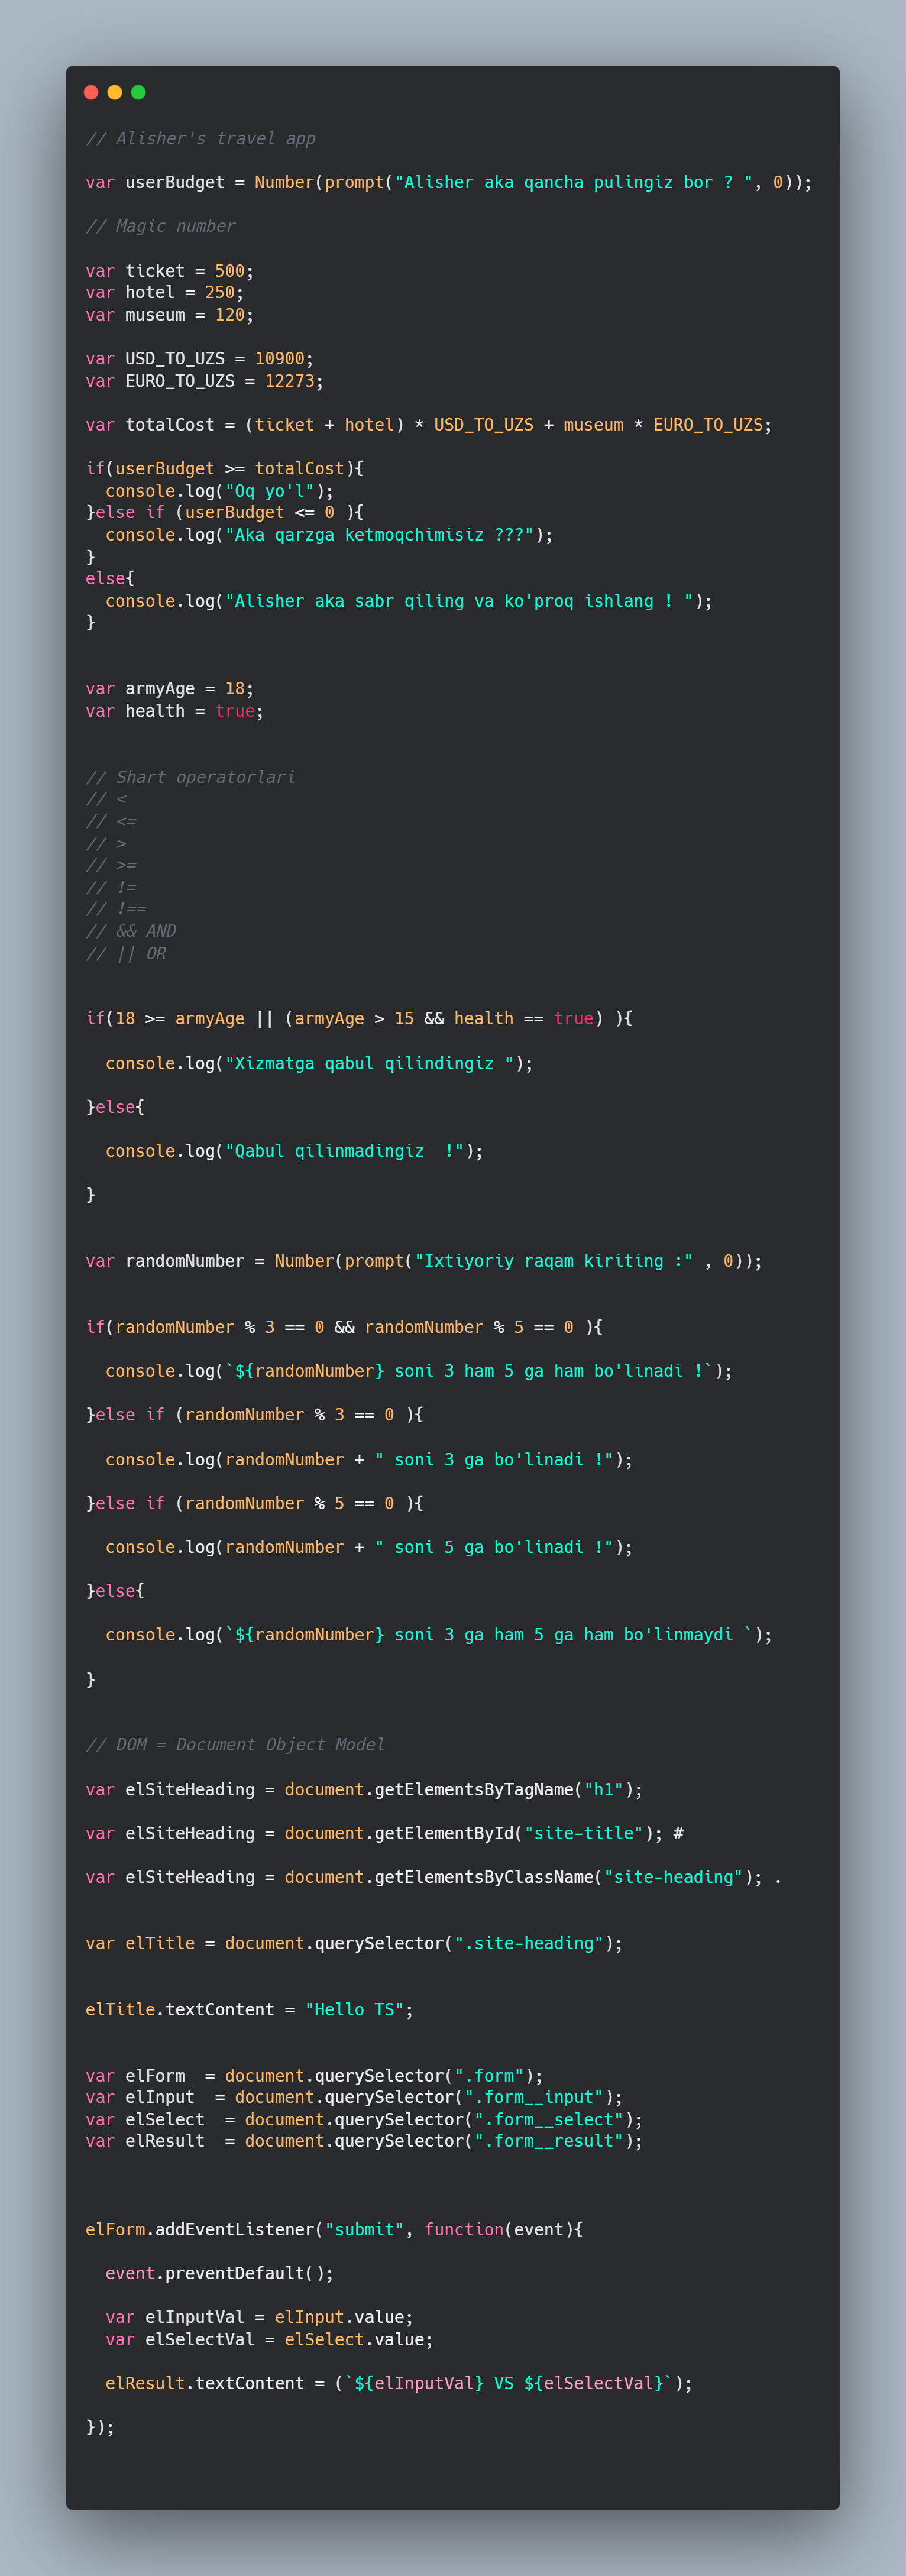 // Alisher's travel app
var userBudget = Number(prompt("Alisher aka qancha pulingiz bor ? ", 0));
// Magic number
var ticket = 500;
var hotel = 250;
var museum = 120;
var USD_TO_UZS = 10900;
var EURO_TO_UZS = 12273;
var totalCost = (ticket + hotel) * USD_TO_UZS + museum * EURO_TO_UZS;
if(userBudget >= totalCost){
  console.log("Oq yo'l");
}else if (userBudget <= 0 ){
  console.log("Aka qarzga ketmoqchimisiz ???");
}
else{
  console.log("Alisher aka sabr qiling va ko'proq ishlang ! ");
}
var armyAge = 18;
var health = true;
// Shart operatorlari
// <
// <=
// >
// >=
// !=
// !==
// && AND
// || OR
if(18 >= armyAge || (armyAge > 15 && health == true) ){
  console.log("Xizmatga qabul qilindingiz ");
}else{
  console.log("Qabul qilinmadingiz  !");
}
var randomNumber = Number(prompt("Ixtiyoriy raqam kiriting :" , 0));
if(randomNumber % 3 == 0 && randomNumber % 5 == 0 ){
  console.log(`${randomNumber} soni 3 ham 5 ga ham bo'linadi !`);
}else if (randomNumber % 3 == 0 ){
  console.log(randomNumber + " soni 3 ga bo'linadi !");
}else if (randomNumber % 5 == 0 ){
  console.log(randomNumber + " soni 5 ga bo'linadi !");
}else{
  console.log(`${randomNumber} soni 3 ga ham 5 ga ham bo'linmaydi `);
}
// DOM = Document Object Model
var elSiteHeading = document.getElementsByTagName("h1");
var elSiteHeading = document.getElementById("site-title"); #
var elSiteHeading = document.getElementsByClassName("site-heading"); .
var elTitle = document.querySelector(".site-heading");
elTitle.textContent = "Hello TS";
var elForm  = document.querySelector(".form");
var elInput  = document.querySelector(".form__input");
var elSelect  = document.querySelector(".form__select");
var elResult  = document.querySelector(".form__result");
elForm.addEventListener("submit", function(event){
  event.preventDefault();
  var elInputVal = elInput.value;
  var elSelectVal = elSelect.value;
  elResult.textContent = (`${elInputVal} VS ${elSelectVal}`);
});